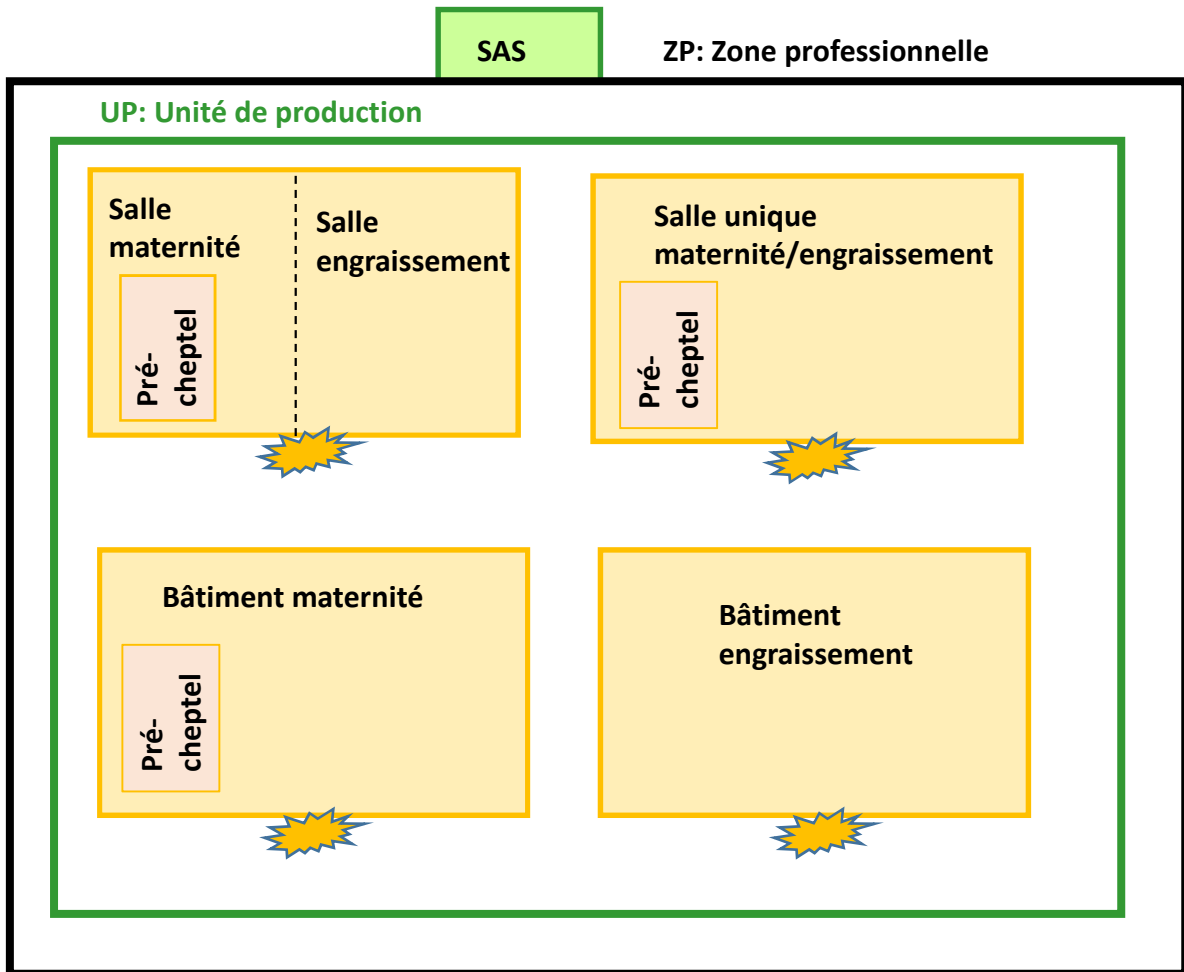 SAS
ZP: Zone professionnelle
UP: Unité de production
Salle
maternité
Salle
engraissement
Pré-
cheptel
Salle unique
maternité/engraissement
Pré-
cheptel
Bâtiment maternité
Pré-
cheptel
Bâtiment
engraissement